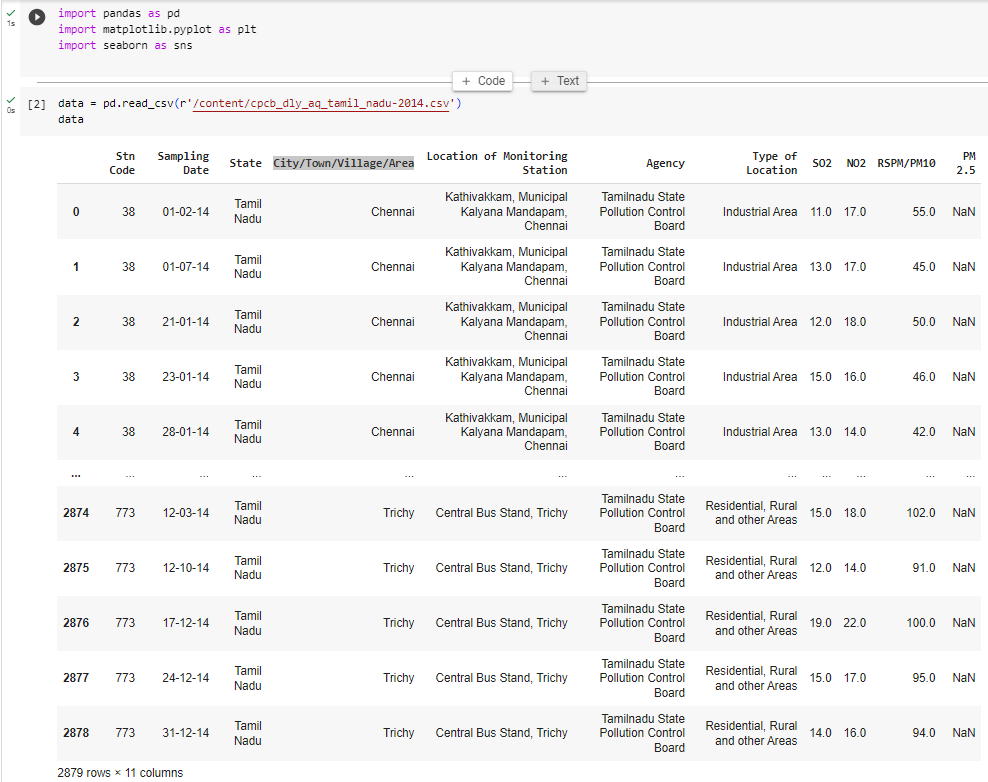 1s
import pandas as pd
import matplotlib.pyplot as plt
import seaborn as sns
+ Code + Text
0s
[2] data = pd.read_csv(r'/content/cpcb_dly_aq_tamil_nadu-2014.csv')
data
Stn Code Sampling Date State City/Town/Village/Area Location of Monitoring Station Agency Type of Location SO2 NO2 RSPM/PM10 PM 2.5
0 38 01-02-14 Tamil Nadu Chennai Kathivakkam, Municipal Kalyana Mandapam, Chennai Tamilnadu State Pollution Control Board Industrial Area 11.0 17.0 55.0 NaN
1 38 01-07-14 Tamil Nadu Chennai Kathivakkam, Municipal Kalyana Mandapam, Chennai Tamilnadu State Pollution Control Board Industrial Area 13.0 17.0 45.0 NaN
2 38 21-01-14 Tamil Nadu Chennai Kathivakkam, Municipal Kalyana Mandapam, Chennai Tamilnadu State Pollution Control Board Industrial Area 12.0 18.0 50.0 NaN
3 38 23-01-14 Tamil Nadu Chennai Kathivakkam, Municipal Kalyana Mandapam, Chennai Tamilnadu State Pollution Control Board Industrial Area 15.0 16.0 46.0 NaN
4 38 28-01-14 Tamil Nadu Chennai Kathivakkam, Municipal Kalyana Mandapam, Chennai Tamilnadu State Pollution Control Board Industrial Area 13.0 14.0 42.0 NaN
... ... ... ... ... ... ... ... ... ... ... ...
2874 773 12-03-14 Tamil Nadu Trichy Central Bus Stand, Trichy Tamilnadu State Pollution Control Board Residential, Rural and other Areas 15.0 18.0 102.0 NaN
2875 773 12-10-14 Tamil Nadu Trichy Central Bus Stand, Trichy Tamilnadu State Pollution Control Board Residential, Rural and other Areas 12.0 14.0 91.0 NaN
2876 773 17-12-14 Tamil Nadu Trichy Central Bus Stand, Trichy Tamilnadu State Pollution Control Board Residential, Rural and other Areas 19.0 22.0 100.0 NaN
2877 773 24-12-14 Tamil Nadu Trichy Central Bus Stand, Trichy Tamilnadu State Pollution Control Board Residential, Rural and other Areas 15.0 17.0 95.0 NaN
2878 773 31-12-14 Tamil Nadu Trichy Central Bus Stand, Trichy Tamilnadu State Pollution Control Board Residential, Rural and other Areas 14.0 16.0 94.0 NaN
2879 rows × 11 columns